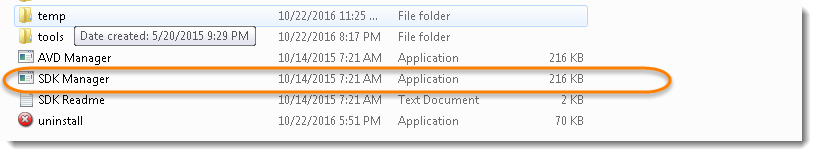 temp 10/22/2016 11:25 ... File folder
tools Date created: 5/20/2015 9:29 PM 10/22/2016 8:17 PM File folder
AVD Manager 10/14/2015 7:21 AM Application 216 KB
SDK Manager 10/14/2015 7:21 AM Application 216 KB
SDK Readme 10/14/2015 7:21 AM Text Document 2 KB
uninstall 10/22/2016 5:51 PM Application 70 KB